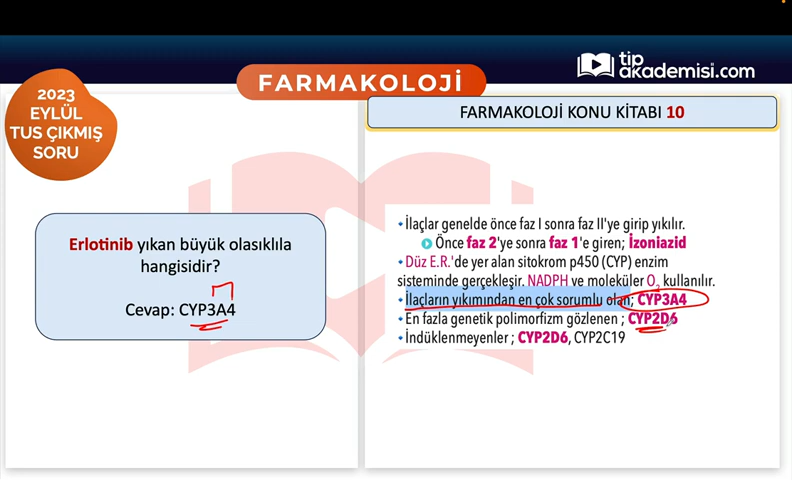 tıp
akademisi.com
FARMAKOLOJİ
2023
EYLÜL
TUS ÇIKMIŞ
SORU
FARMAKOLOJİ KONU KİTABI 10
Erlotinib yıkan büyük olasıklıla
hangisidir?
Cevap: CYP3A4
İlaçlar genelde önce faz I sonra faz II'ye girip yıkılır.
Önce faz 2'ye sonra faz 1'e giren; İzoniazid
Düz E.R.'de yer alan sitokrom p450 (CYP) enzim
sisteminde gerçekleşir. NADPH ve moleküler O2 kullanılır.
İlaçların yıkımından en çok sorumlu olan; CYP3A4
En fazla genetik polimorfizm gözlenen ; CYP2D6
İndüklenmeyenler ; CYP2D6, CYP2C19